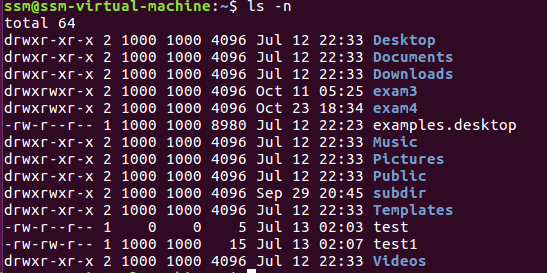 ssm@ssm-virtual-machine:~$ ls -n
total 64
drwxr-xr-x 2 1000 1000 4096 Jul 12 22:33 Desktop
drwxr-xr-x 2 1000 1000 4096 Jul 12 22:33 Documents
drwxr-xr-x 2 1000 1000 4096 Jul 12 22:33 Downloads
drwxrwxr-x 2 1000 1000 4096 Oct 11 05:25 exam3
drwxrwxr-x 2 1000 1000 4096 Oct 23 18:34 exam4
-rw-r--r-- 1 1000 1000 8980 Jul 12 22:23 examples.desktop
drwxr-xr-x 2 1000 1000 4096 Jul 12 22:33 Music
drwxr-xr-x 2 1000 1000 4096 Jul 12 22:33 Pictures
drwxr-xr-x 2 1000 1000 4096 Jul 12 22:33 Public
drwxrwxr-x 2 1000 1000 4096 Sep 29 20:45 subdir
drwxr-xr-x 2 1000 1000 4096 Jul 12 22:33 Templates
-rw-r--r-- 1    0    0    5 Jul 13 02:03 test
-rw-rw-r-- 1 1000 1000   15 Jul 13 02:07 test1
drwxr-xr-x 2 1000 1000 4096 Jul 12 22:33 Videos